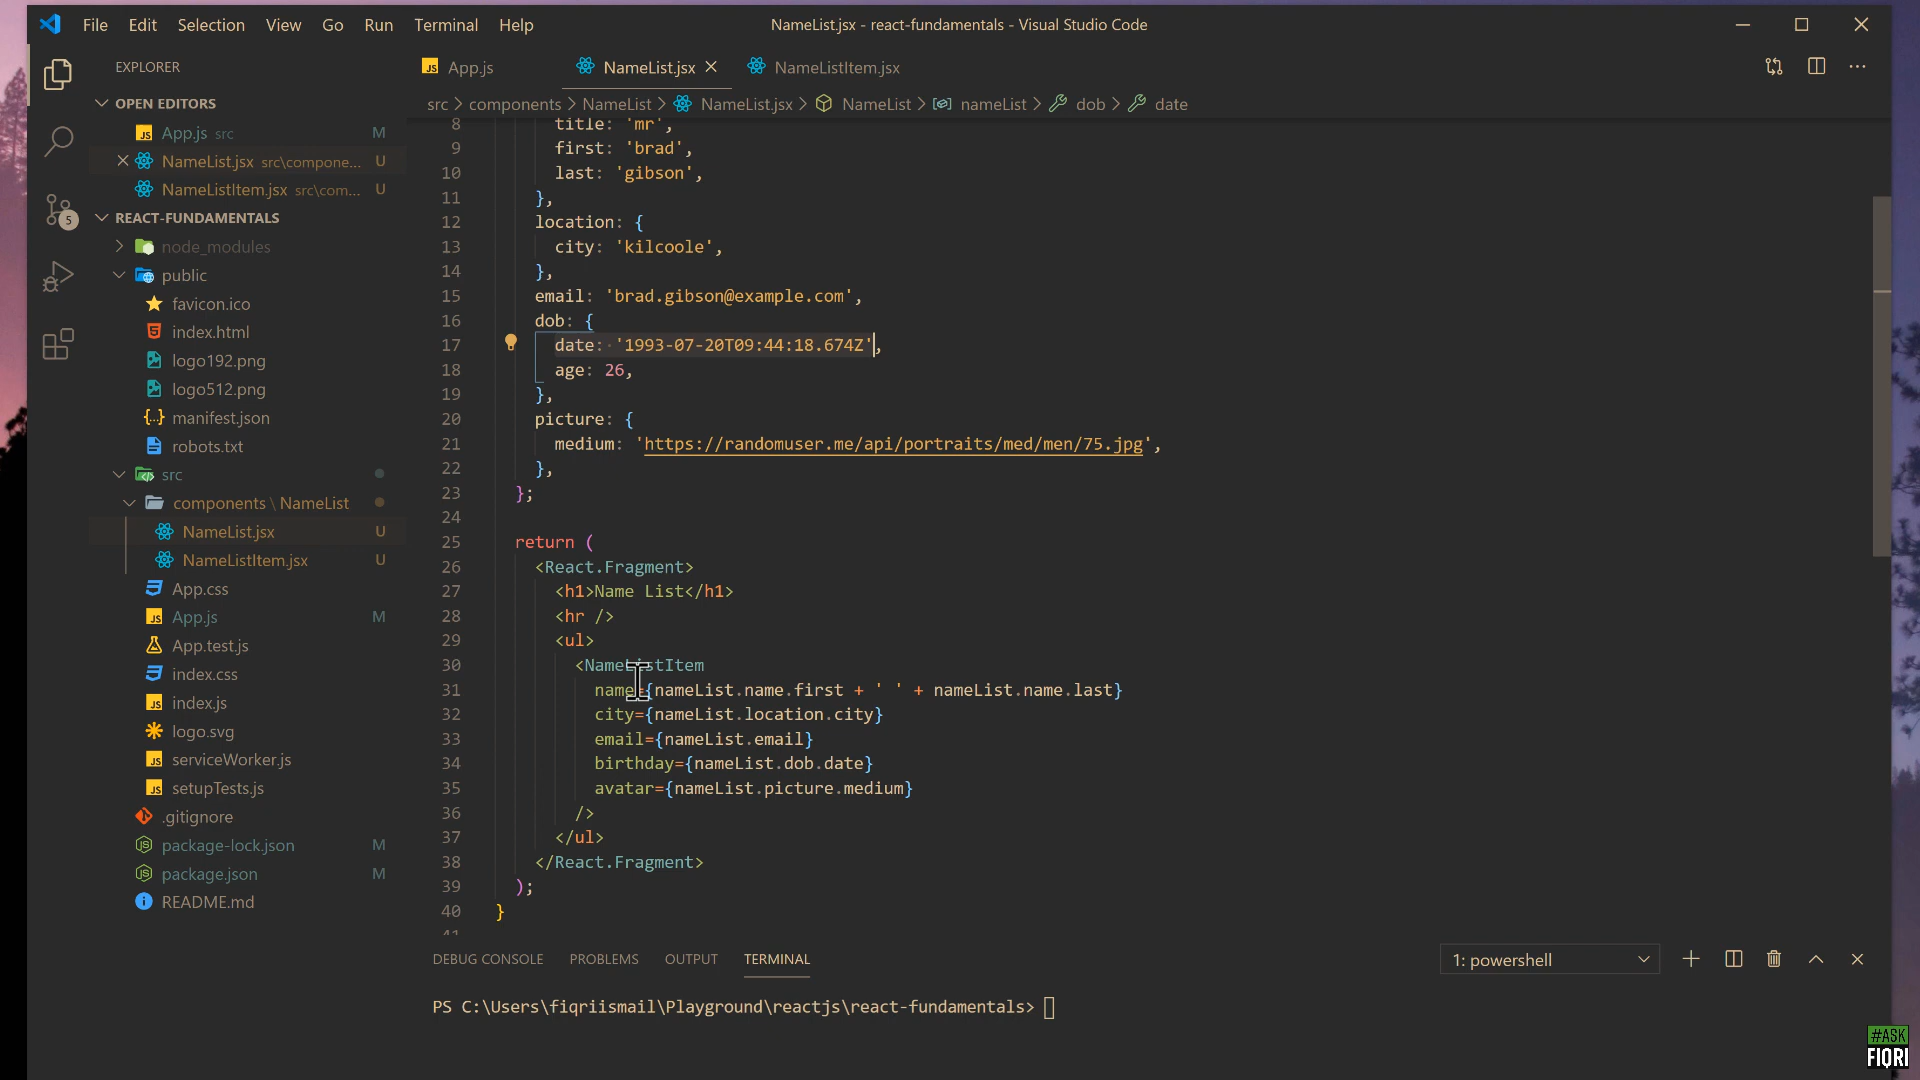 File Edit Selection View Go Run Terminal Help
NameList.jsx - react-fundamentals - Visual Studio Code
EXPLORER
OPEN EDITORS
App.js src M
NameList.jsx src\compone... U
NameListItem.jsx src\com... U
REACT-FUNDAMENTALS
node_modules
public
favicon.ico
index.html
logo192.png
logo512.png
manifest.json
robots.txt
src
components \ NameList
NameList.jsx U
NameListItem.jsx U
App.css
App.js M
App.test.js
index.css
index.js
logo.svg
serviceWorker.js
setupTests.js
.gitignore
package-lock.json M
package.json M
README.md
5
App.js NameList.jsx NameListItem.jsx
src > components > NameList > NameList.jsx > NameList > nameList > dob > date
8 title: 'mr',
9 first: 'brad',
10 last: 'gibson',
11 },
12 location: {
13 city: 'kilcoole',
14 },
15 email: 'brad.gibson@example.com',
16 dob: {
17 date: '1993-07-20T09:44:18.674Z',
18 age: 26,
19 },
20 picture: {
21 medium: 'https://randomuser.me/api/portraits/med/men/75.jpg',
22 },
23 };
24
25 return (
26 <React.Fragment>
27 <h1>Name List</h1>
28 <hr />
29 <ul>
30 <NameListItem
31 name={nameList.name.first + ' ' + nameList.name.last}
32 city={nameList.location.city}
33 email={nameList.email}
34 birthday={nameList.dob.date}
35 avatar={nameList.picture.medium}
36 />
37 </ul>
38 </React.Fragment>
39 );
40 }
41
DEBUG CONSOLE PROBLEMS OUTPUT TERMINAL
1: powershell
PS C:\Users\fiqriismail\Playground\reactjs\react-fundamentals>
#ASK
FIQRI